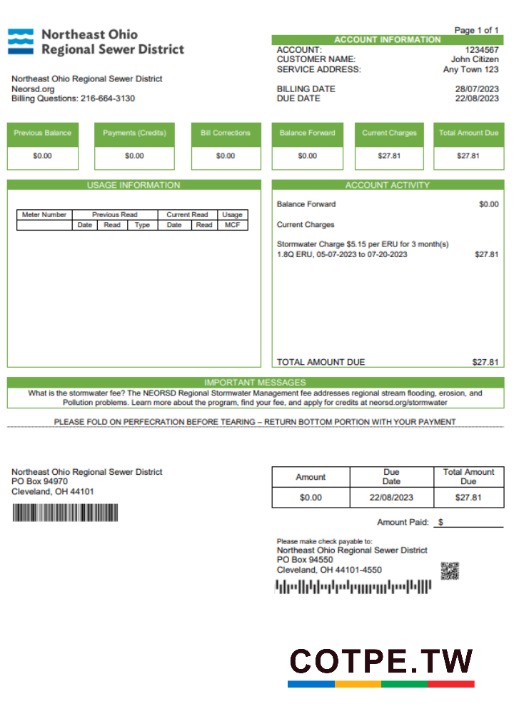 Page 1 of 1
Northeast Ohio
Regional Sewer District
Northeast Ohio Regional Sewer District
Neorsd.org
Billing Questions: 216-664-3130
ACCOUNT INFORMATION
ACCOUNT: 1234567
CUSTOMER NAME: John Citizen
SERVICE ADDRESS: Any Town 123
BILLING DATE 28/07/2023
DUE DATE 22/08/2023
Previous Balance Payments (Credits) Bill Corrections Balance Forward Current Charges Total Amount Due
$0.00 $0.00 $0.00 $0.00 $27.81 $27.81
USAGE INFORMATION
Meter Number Previous Read Current Read Usage
Date Read Type Date Read MCF
ACCOUNT ACTIVITY
Balance Forward $0.00
Current Charges
Stormwater Charge $5.15 per ERU for 3 month(s)
1.8Q ERU, 05-07-2023 to 07-20-2023 $27.81
TOTAL AMOUNT DUE $27.81
IMPORTANT MESSAGES
What is the stormwater fee? The NEORSD Regional Stormwater Management fee addresses regional stream flooding, erosion, and
Pollution problems. Learn more about the program, find your fee, and apply for credits at neorsd.org/stormwater
PLEASE FOLD ON PERFECRATION BEFORE TEARING – RETURN BOTTOM PORTION WITH YOUR PAYMENT
Northeast Ohio Regional Sewer District
PO Box 94970
Cleveland, OH 44101
Amount Due Date Total Amount Due
$0.00 22/08/2023 $27.81
Amount Paid: $
Please make check payable to:
Northeast Ohio Regional Sewer District
PO Box 94550
Cleveland, OH 44101-4550
COTPE.TW